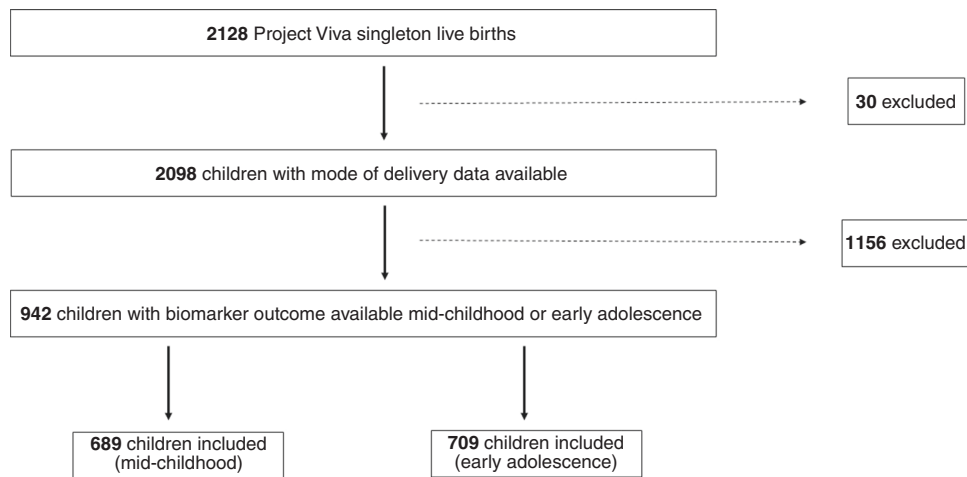 2128 Project Viva singleton live births
30 excluded
2098 children with mode of delivery data available
1156 excluded
942 children with biomarker outcome available mid-childhood or early adolescence
689 children included
(mid-childhood)
709 children included
(early adolescence)